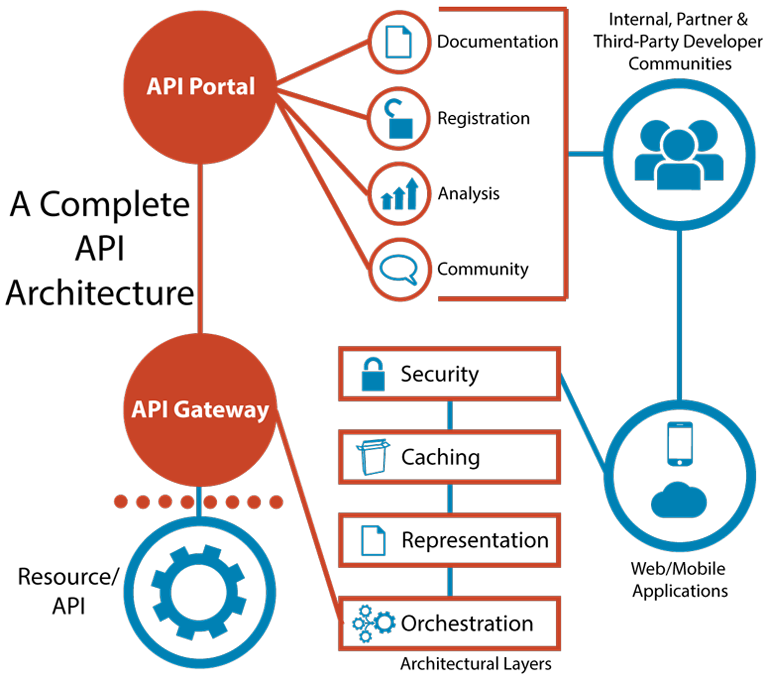 API Portal
Documentation
Registration
Analysis
Community
Internal, Partner &
Third-Party Developer
Communities
A Complete
API
Architecture
API Gateway
Security
Caching
Representation
Orchestration
Architectural Layers
Web/Mobile
Applications
Resource/
API